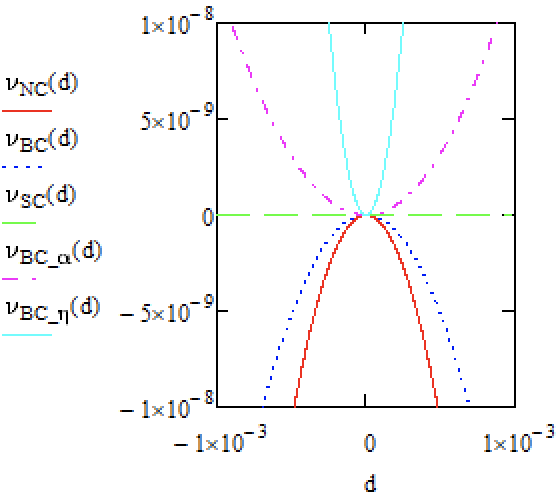 1×10⁻⁸
ν_NC(d)
5×10⁻⁹
ν_BC(d)
ν_SC(d)
0
ν_BC_α(d)
ν_BC_η(d)
− 5×10⁻⁹
− 1×10⁻⁸
− 1×10⁻³ 0 1×10⁻³
d